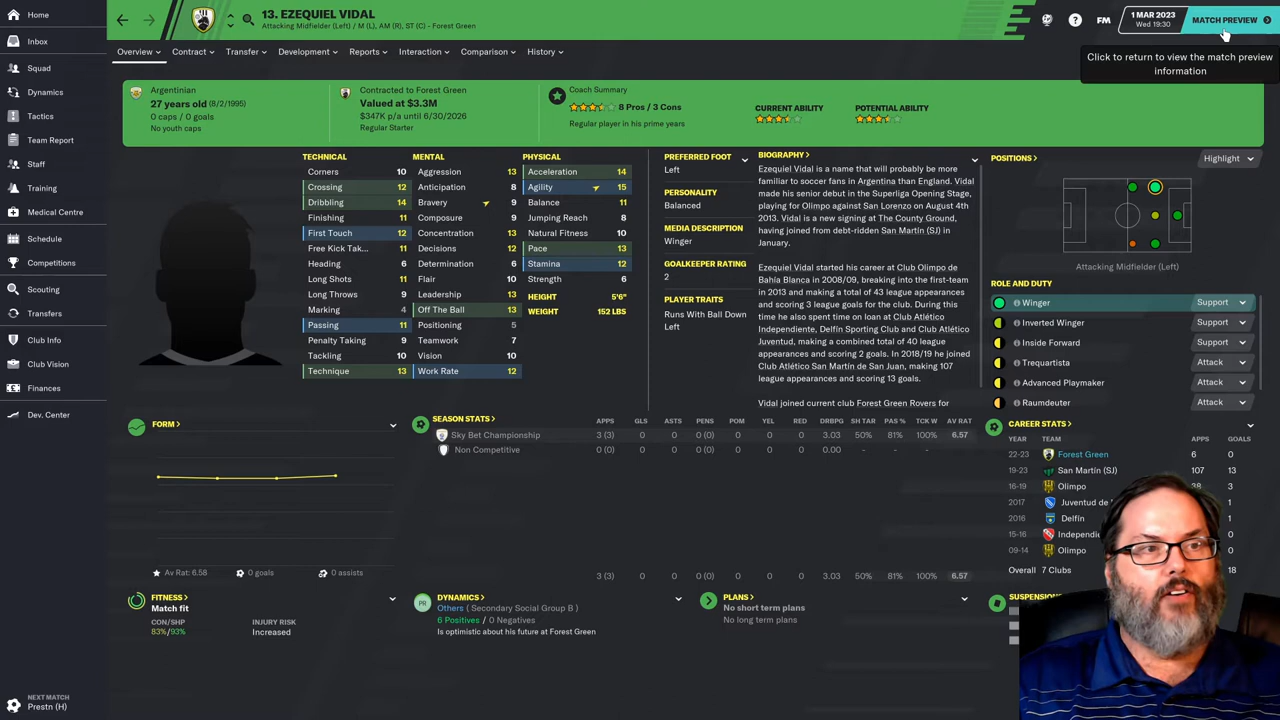 Home
Inbox
Squad
Dynamics
Tactics
Team Report
Staff
Training
Medical Centre
Schedule
Competitions
Scouting
Transfers
Club Info
Club Vision
Finances
Dev. Center
NEXT MATCH
Prestn (H)
13. EZEQUIEL VIDAL
Attacking Midfielder (Left) / M (L), AM (R), ST (C) - Forest Green
FM
1 MAR 2023
Wed 19:30
MATCH PREVIEW
Click to return to view the match preview
information
Overview
Contract
Transfer
Development
Reports
Interaction
Comparison
History
Argentinian
27 years old (8/2/1995)
0 caps / 0 goals
No youth caps
Contracted to Forest Green
Valued at $3.3M
$347K p/a until 6/30/2026
Regular Starter
Coach Summary
8 Pros / 3 Cons
Regular player in his prime years
CURRENT ABILITY
POTENTIAL ABILITY
TECHNICAL
Corners 10
Crossing 12
Dribbling 14
Finishing 11
First Touch 12
Free Kick Tak... 11
Heading 6
Long Shots 11
Long Throws 9
Marking 4
Passing 11
Penalty Taking 9
Tackling 10
Technique 13
MENTAL
Aggression 13
Anticipation 8
Bravery 9
Composure 9
Concentration 13
Decisions 12
Determination 6
Flair 10
Leadership 13
Off The Ball 13
Positioning 5
Teamwork 7
Vision 10
Work Rate 12
PHYSICAL
Acceleration 14
Agility 15
Balance 11
Jumping Reach 8
Natural Fitness 10
Pace 13
Stamina 12
Strength 6
HEIGHT 5'6"
WEIGHT 152 LBS
PREFERRED FOOT
Left
PERSONALITY
Balanced
MEDIA DESCRIPTION
Winger
GOALKEEPER RATING
2
PLAYER TRAITS
Runs With Ball Down
Left
BIOGRAPHY
Ezequiel Vidal is a name that will probably be
more familiar to soccer fans in Argentina than England. Vidal
made his senior debut in the Superliga Opening Stage,
playing for Olimpo against San Lorenzo on August 4th
2013. Vidal is a new signing at The County Ground,
having joined from debt-ridden San Martín (SJ) in
January.
Ezequiel Vidal started his career at Club Olimpo de
Bahía Blanca in 2008/09, breaking into the first-team
in 2013 and making a total of 43 league appearances
and scoring 3 league goals for the club. During this
time he also spent time on loan at Club Atlético
Independiente, Delfín Sporting Club and Club Atlético
Juventud, making a combined total of 40 league
appearances and scoring 2 goals. In 2018/19 he joined
Club Atlético San Martín de San Juan, making 107
league appearances and scoring 13 goals.
Vidal joined current club Forest Green Rovers for
POSITIONS
Highlight
Attacking Midfielder (Left)
ROLE AND DUTY
Winger Support
Inverted Winger Support
Inside Forward Support
Trequartista Attack
Advanced Playmaker Attack
Raumdeuter Attack
FORM
Av Rat: 6.58
0 goals
0 assists
SEASON STATS
APPS GLS ASTS PENS POM YEL RED DRBPG SH TAR PAS % TCK W AV RAT
Sky Bet Championship 3 (3) 0 0 0 (0) 0 0 0 3.03 50% 81% 100% 6.57
Non Competitive 0 (0) 0 0 0 (0) 0 0 0 0.00 - - - -
3 (3) 0 0 0 (0) 0 0 0 3.03 50% 81% 100% 6.57
CAREER STATS
YEAR TEAM APPS GOALS
22-23 Forest Green 6 0
19-23 San Martín (SJ) 107 13
16-19 Olimpo 38 3
2017 Juventud de 1
2016 Delfín 1
15-16 Independie 0
09-14 Olimpo 0
Overall 7 Clubs 18
FITNESS
Match fit
CON/SHP
83%/93%
INJURY RISK
Increased
DYNAMICS
PR
Others ( Secondary Social Group B )
6 Positives / 0 Negatives
Is optimistic about his future at Forest Green
PLANS
No short term plans
No long term plans